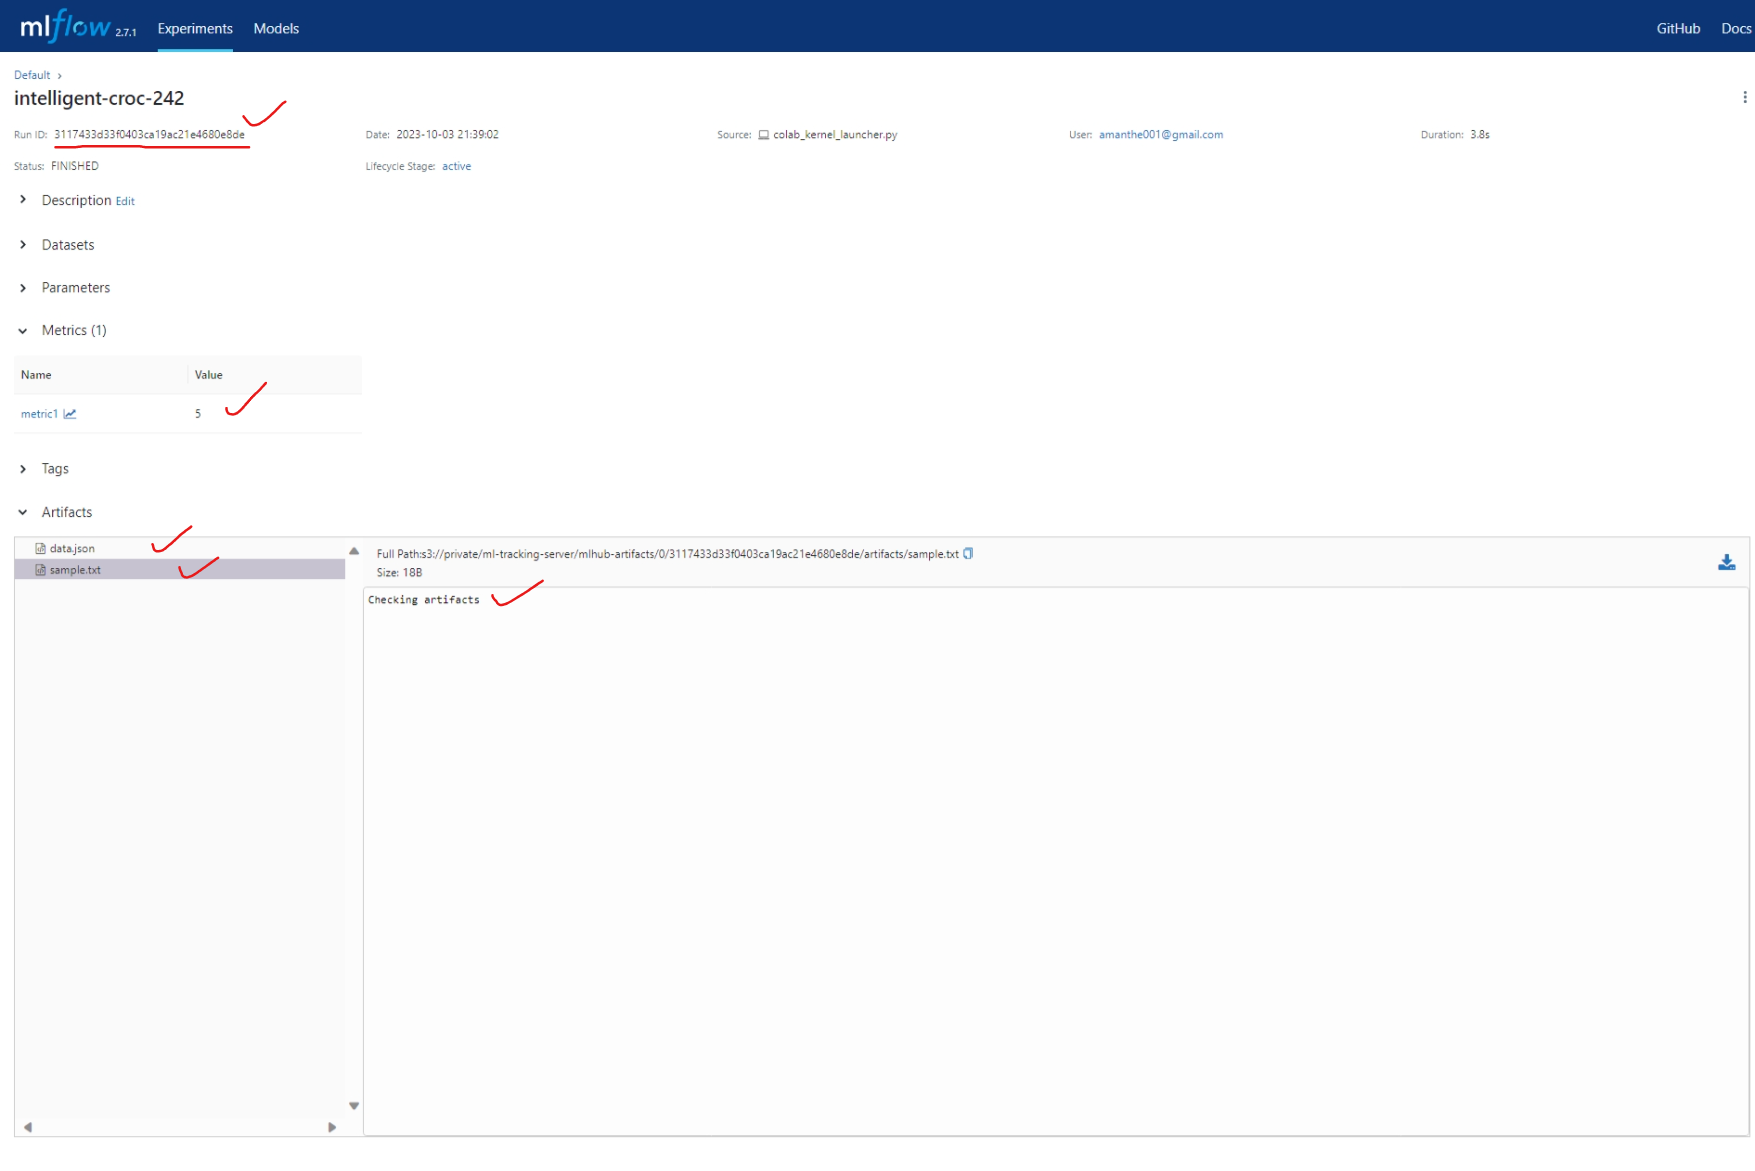 mlflow 2.7.1 Experiments Models GitHub Docs
Default ›
intelligent-croc-242
Run ID: 3117433d33f0403ca19ac21e4680e8de Date: 2023-10-03 21:39:02 Source: colab_kernel_launcher.py User: amanthe001@gmail.com Duration: 3.8s
Status: FINISHED Lifecycle Stage: active
Description Edit
Datasets
Parameters
Metrics (1)
Name Value
metric1 5
Tags
Artifacts
data.json
sample.txt
Full Path:s3://private/ml-tracking-server/mlhub-artifacts/0/3117433d33f0403ca19ac21e4680e8de/artifacts/sample.txt
Size: 18B
Checking artifacts